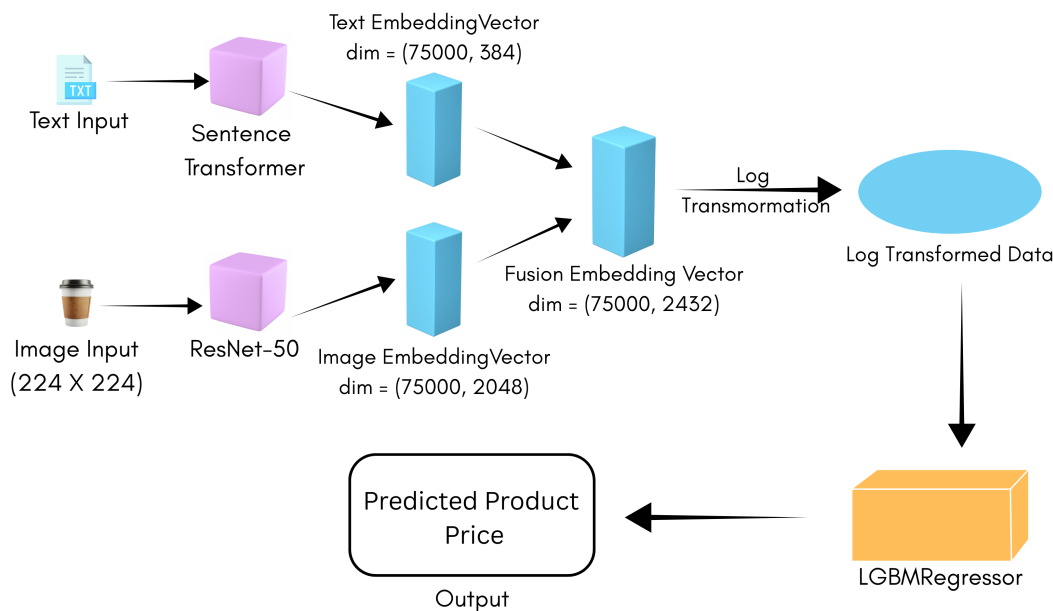 Text EmbeddingVector
dim = (75000, 384)
TXT
Text Input
Sentence
Transformer
Log
Transmormation
Log Transformed Data
Fusion Embedding Vector
dim = (75000, 2432)
Image Input
(224 X 224)
ResNet-50
Image EmbeddingVector
dim = (75000, 2048)
LGBMRegressor
Predicted Product
Price
Output